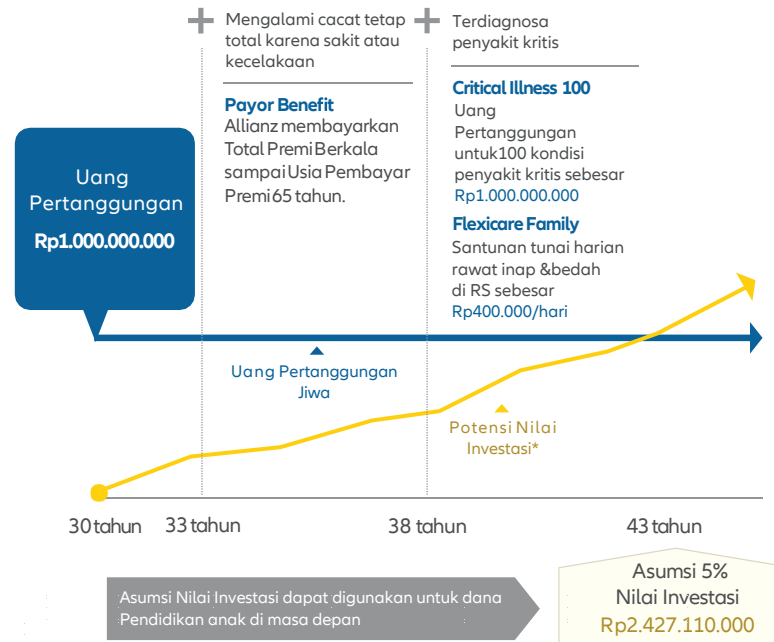 Mengalami cacat tetap
total karena sakit atau
kecelakaan
Payor Benefit
Allianz membayarkan
Total Premi Berkala
sampai Usia Pembayar
Premi 65 tahun.
Terdiagnosa
penyakit kritis
Critical Illness 100
Uang
Pertanggungan
untuk100 kondisi
penyakit kritis sebesar
Rp1.000.000.000
Flexicare Family
Santunan tunai harian
rawat inap &bedah
di RS sebesar
Rp400.000/hari
Uang
Pertanggungan
Rp1.000.000.000
Uang Pertanggungan
Jiwa
Potensi Nilai
Investasi*
30 tahun
33 tahun
38 tahun
43 tahun
Asumsi Nilai Investasi dapat digunakan untuk dana
Pendidikan anak di masa depan
Asumsi 5%
Nilai Investasi
Rp2.427.110.000